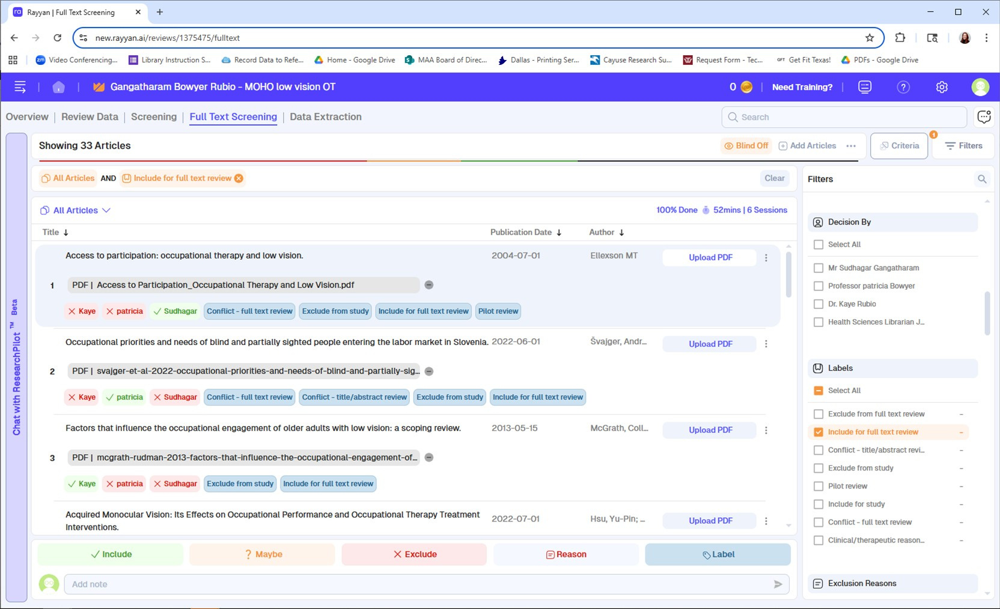 Rayyan | Full Text Screening
new.rayyan.ai/reviews/1375475/fulltext
Video Conferencing... Library Instruction S... Record Data to Refe... Home - Google Drive MAA Board of Direc... Dallas - Printing Ser... Cayuse Research Su... Request Form - Tec... GFT Get Fit Texas! PDFs - Google Drive
Gangatharam Bowyer Rubio - MOHO low vision OT 0 Need Training?
Overview | Review Data | Screening | Full Text Screening | Data Extraction Search
Showing 33 Articles Blind Off Add Articles ... Criteria 1 Filters
All Articles AND Include for full text review Clear
All Articles 100% Done 52mins | 6 Sessions
Title Publication Date Author
Access to participation: occupational therapy and low vision. 2004-07-01 Ellexson MT Upload PDF
1 PDF | Access to Participation_Occupational Therapy and Low Vision.pdf
Kaye patricia Sudhagar Conflict - full text review Exclude from study Include for full text review Pilot review
Occupational priorities and needs of blind and partially sighted people entering the labor market in Slovenia. 2022-06-01 Švajger, Andr... Upload PDF
2 PDF | svajger-et-al-2022-occupational-priorities-and-needs-of-blind-and-partially-sig...
Kaye patricia Sudhagar Conflict - full text review Conflict - title/abstract review Exclude from study Include for full text review
Factors that influence the occupational engagement of older adults with low vision: a scoping review. 2013-05-15 McGrath, Coll... Upload PDF
3 PDF | mcgrath-rudman-2013-factors-that-influence-the-occupational-engagement-of...
Kaye patricia Sudhagar Exclude from study Include for full text review
Acquired Monocular Vision: Its Effects on Occupational Performance and Occupational Therapy Treatment
Interventions. 2022-07-01 Hsu, Yu-Pin; ... Upload PDF
Include ? Maybe Exclude Reason Label
Add note
Chat with ResearchPilot ™ Beta
Filters
Decision By
Select All
Mr Sudhagar Gangatharam
Professor patricia Bowyer
Dr. Kaye Rubio
Health Sciences Librarian J...
Labels
Select All
Exclude from full text review -
Include for full text review -
Conflict - title/abstract revi... -
Exclude from study -
Pilot review -
Include for study -
Conflict - full text review -
Clinical/therapeutic reason... -
Exclusion Reasons